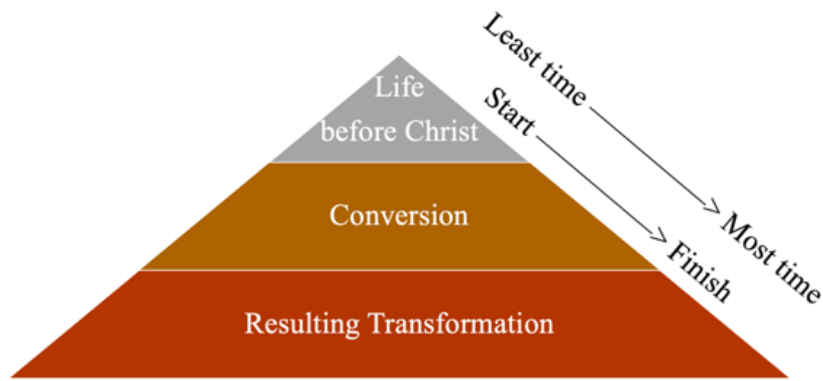 Life
before Christ
Conversion
Resulting Transformation
Least time
Most time
Start
Finish